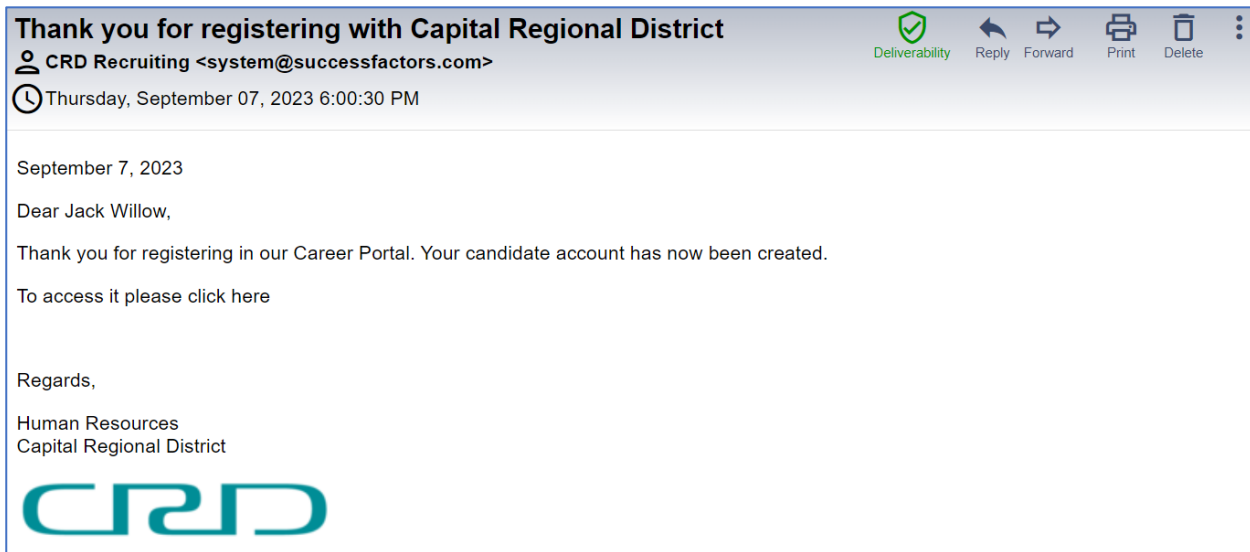 Thank you for registering with Capital Regional District
CRD Recruiting <system@successfactors.com>
Thursday, September 07, 2023 6:00:30 PM
Deliverability
Reply
Forward
Print
Delete
September 7, 2023
Dear Jack Willow,
Thank you for registering in our Career Portal. Your candidate account has now been created.
To access it please click here
Regards,
Human Resources
Capital Regional District
CRD